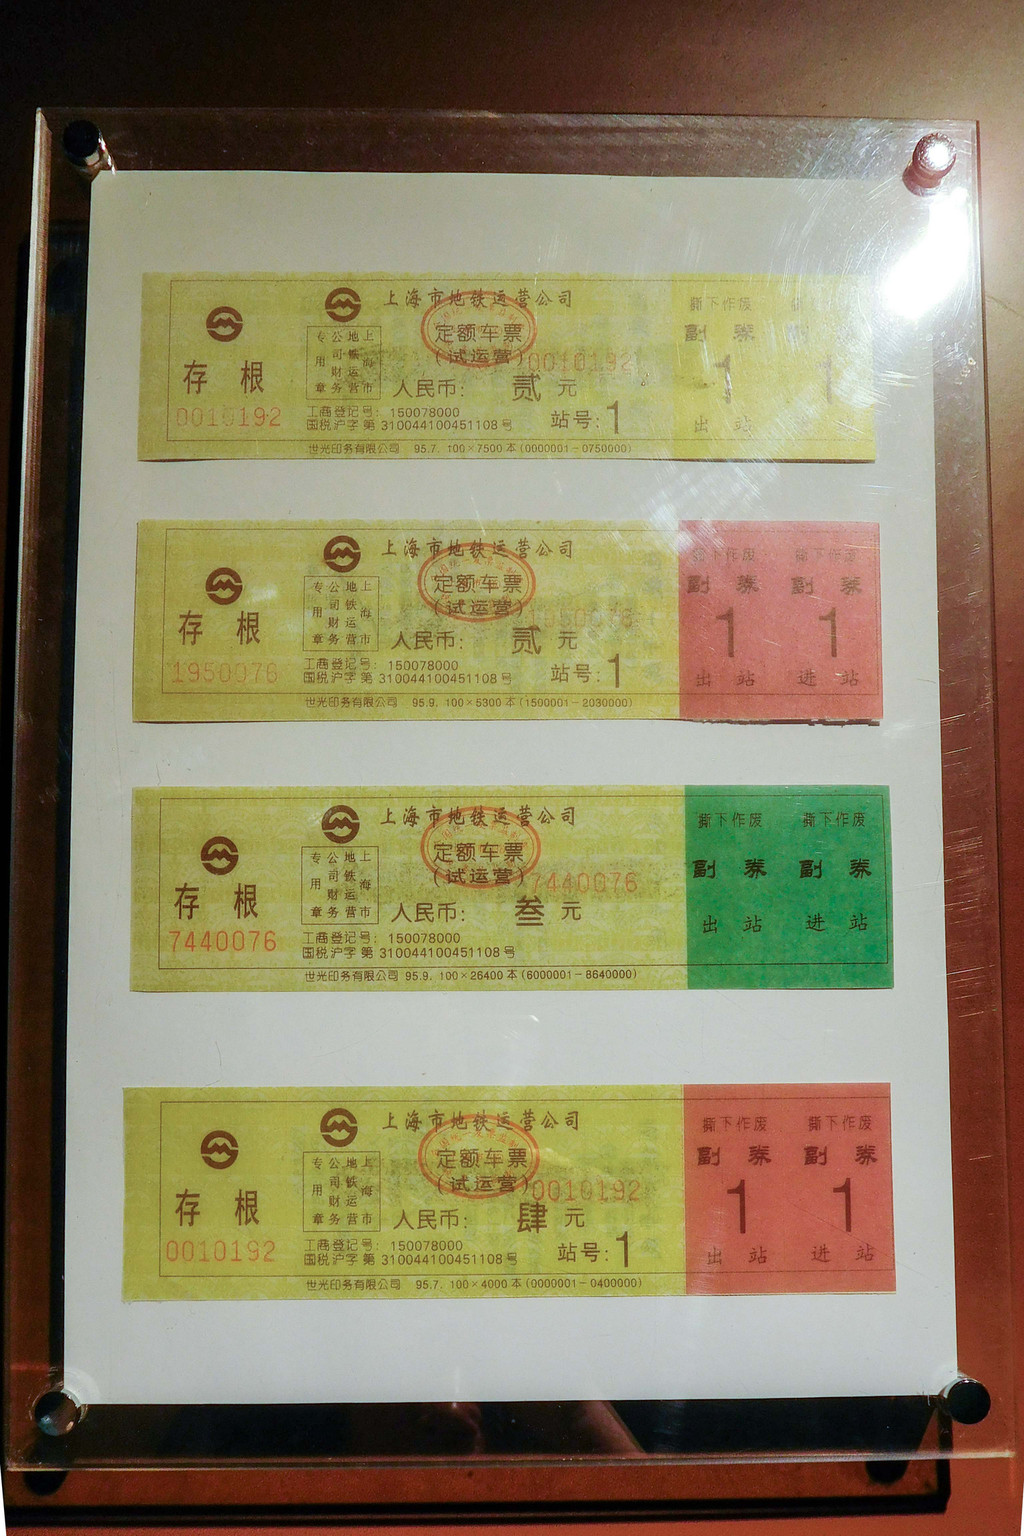 上海市地铁运营公司
定额车票
(试运营)
0010192
存根
0010192
上海市
地铁运营
公司财务
专用章
人民币: 贰 元
工商登记号: 150078000
国税沪字第 310044100451108 号
站号: 1
世光印务有限公司 95.7. 100×7500 本 (0000001-0750000)
撕下作废
副 券
副 券
1
1
出 站
上海市地铁运营公司
定额车票
(试运营)
1950076
存根
1950076
上海市
地铁运营
公司财务
专用章
人民币: 贰 元
工商登记号: 150078000
国税沪字第 310044100451108 号
站号: 1
世光印务有限公司 95.9. 100×5300 本 (1500001-2030000)
撕下作废 撕下作废
副 券 副 券
1 1
出 站 进 站
上海市地铁运营公司
定额车票
(试运营)
7440076
存根
7440076
上海市
地铁运营
公司财务
专用章
人民币: 叁 元
工商登记号: 150078000
国税沪字第 310044100451108 号
世光印务有限公司 95.9. 100×26400 本 (6000001-8640000)
撕下作废 撕下作废
副 券 副 券
出 站 进 站
上海市地铁运营公司
定额车票
(试运营)
0010192
存根
0010192
上海市
地铁运营
公司财务
专用章
人民币: 肆 元
工商登记号: 150078000
国税沪字第 310044100451108 号
站号: 1
世光印务有限公司 95.7. 100×4000 本 (0000001-0400000)
撕下作废 撕下作废
副 券 副 券
1 1
出 站 进 站